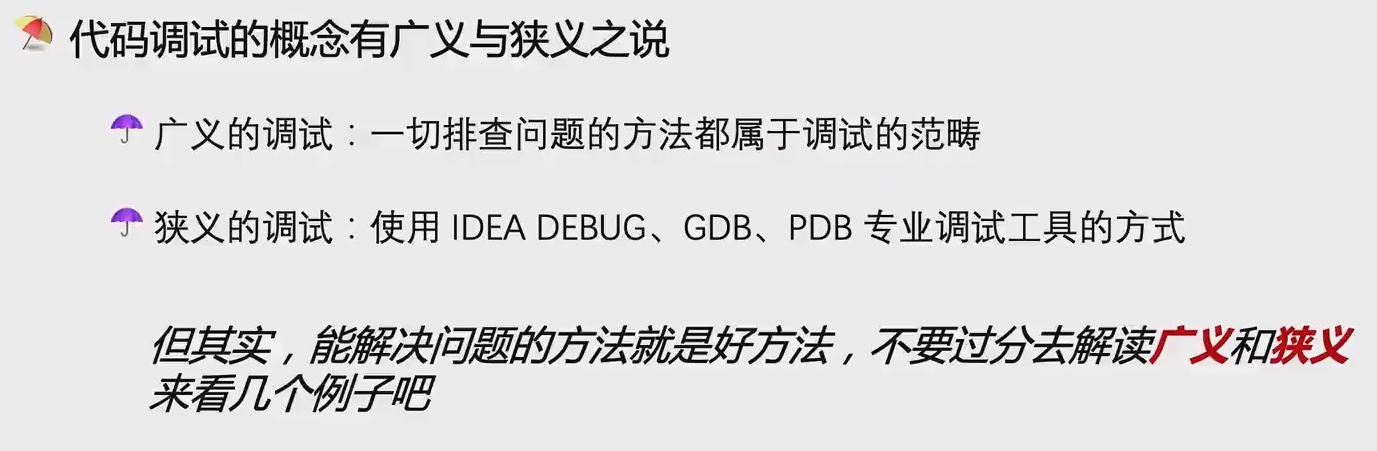 代码调试的概念有广义与狭义之说
广义的调试：一切排查问题的方法都属于调试的范畴
狭义的调试：使用 IDEA DEBUG、GDB、PDB 专业调试工具的方式
但其实，能解决问题的方法就是好方法，不要过分去解读广义和狭义
来看几个例子吧